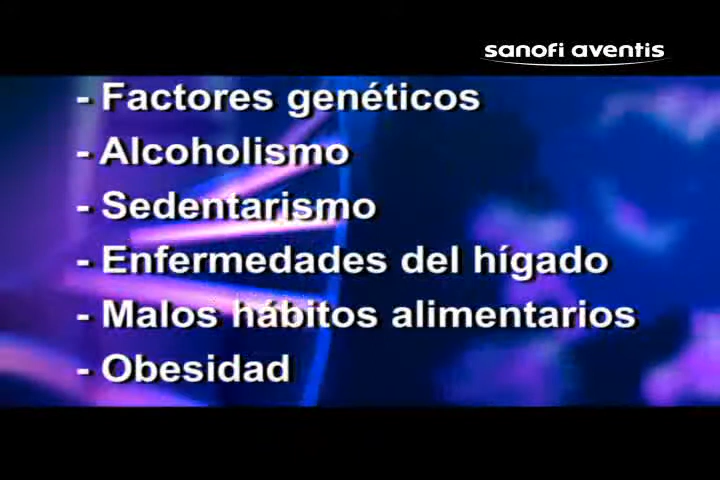 sanofi aventis
- Factores genéticos
- Alcoholismo
- Sedentarismo
- Enfermedades del hígado
- Malos hábitos alimentarios
- Obesidad